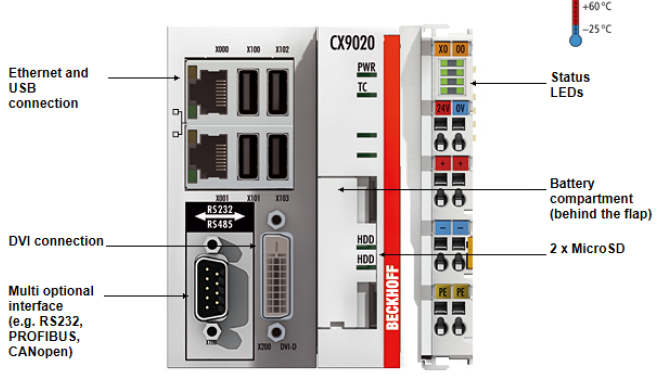 +60°C
-25°C
X000 X100 X102
CX9020
PWR
TC
X0 00
Ethernet and
USB
connection
Status
LEDs
24V 0V
+ +
X001 X101 X103
RS232
RS485
Battery
compartment
(behind the flap)
DVI connection
HDD
HDD
- -
2 x MicroSD
Multi optional
interface
(e.g. RS232,
PROFIBUS,
CANopen)
BECKHOFF
PE PE
X200 DVI-D